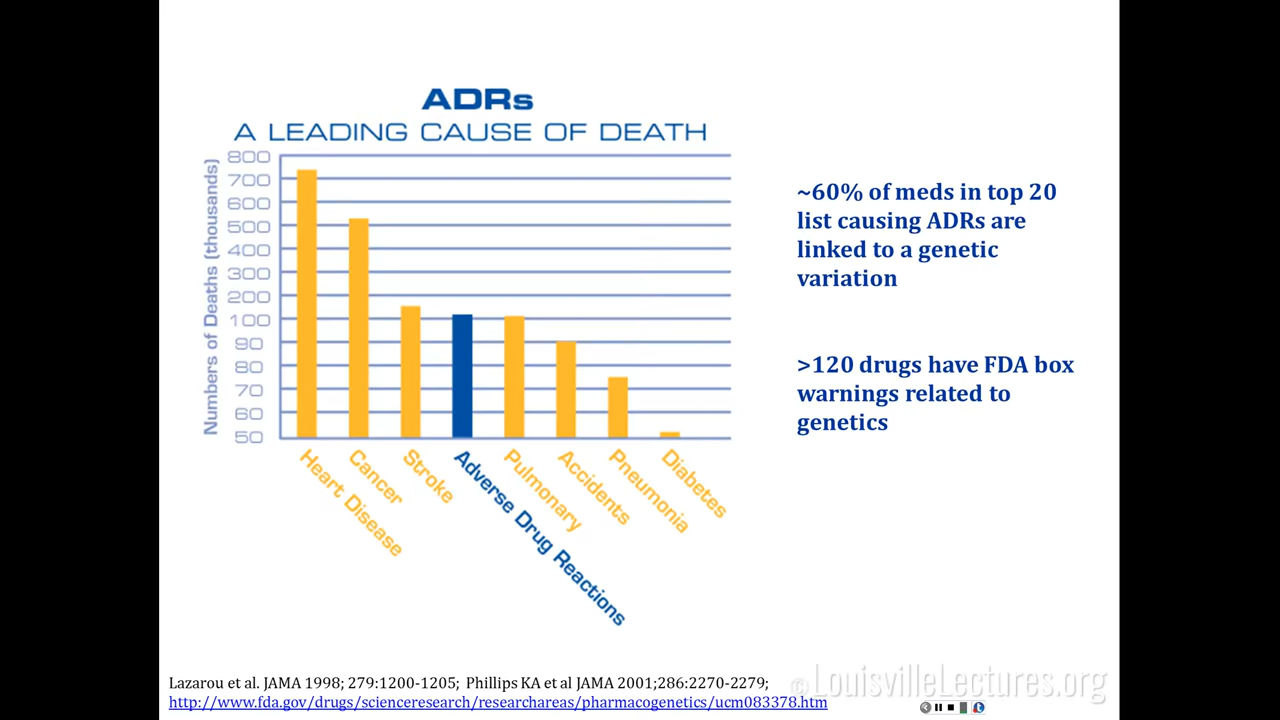 ADRs
A LEADING CAUSE OF DEATH
Numbers of Deaths (thousands)
800
700
600
500
400
300
200
100
90
80
70
60
50
Heart Disease
Cancer
Stroke
Adverse Drug Reactions
Pulmonary
Accidents
Pneumonia
Diabetes
~60% of meds in top 20
list causing ADRs are
linked to a genetic
variation
>120 drugs have FDA box
warnings related to
genetics
Lazarou et al. JAMA 1998; 279:1200-1205; Phillips KA et al JAMA 2001;286:2270-2279;
http://www.fda.gov/drugs/scienceresearch/researchareas/pharmacogenetics/ucm083378.htm
©LouisvilleLectures.org